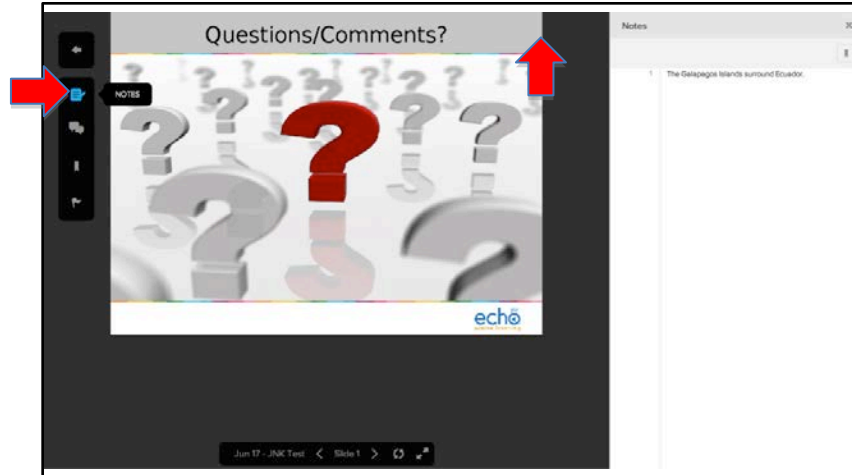 Questions/Comments?
Notes
NOTES
1 The Galapagos Islands surround Ecuador.
echo
Jun 17 - JNK Test < Slide 1 >